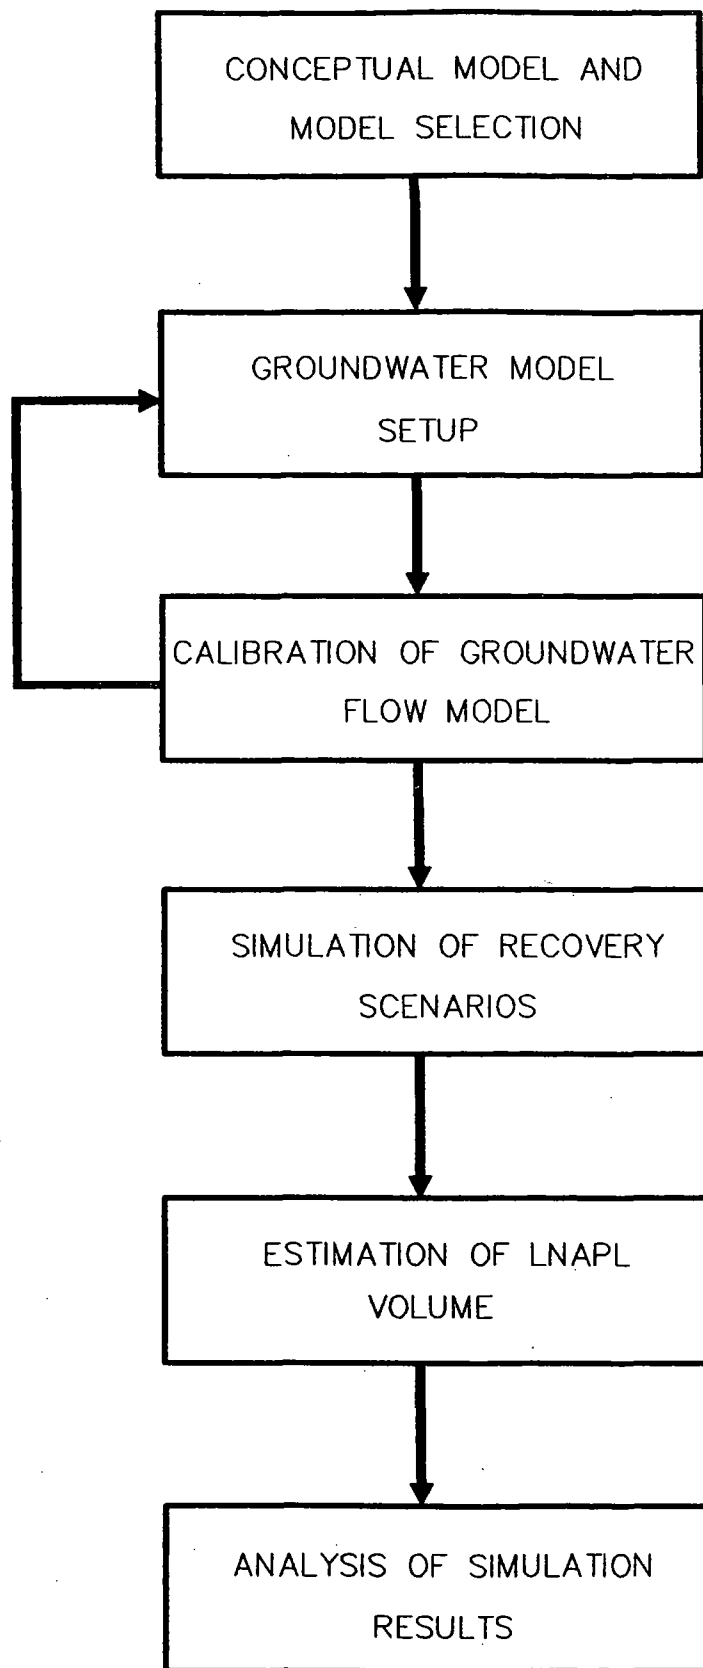 CONCEPTUAL MODEL AND
MODEL SELECTION
GROUNDWATER MODEL
SETUP
CALIBRATION OF GROUNDWATER
FLOW MODEL
SIMULATION OF RECOVERY
SCENARIOS
ESTIMATION OF LNAPL
VOLUME
ANALYSIS OF SIMULATION
RESULTS